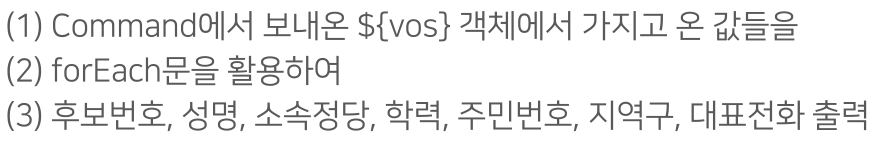 (1) Command에서 보내온 ${vos} 객체에서 가지고 온 값들을
(2) forEach문을 활용하여
(3) 후보번호, 성명, 소속정당, 학력, 주민번호, 지역구, 대표전화 출력